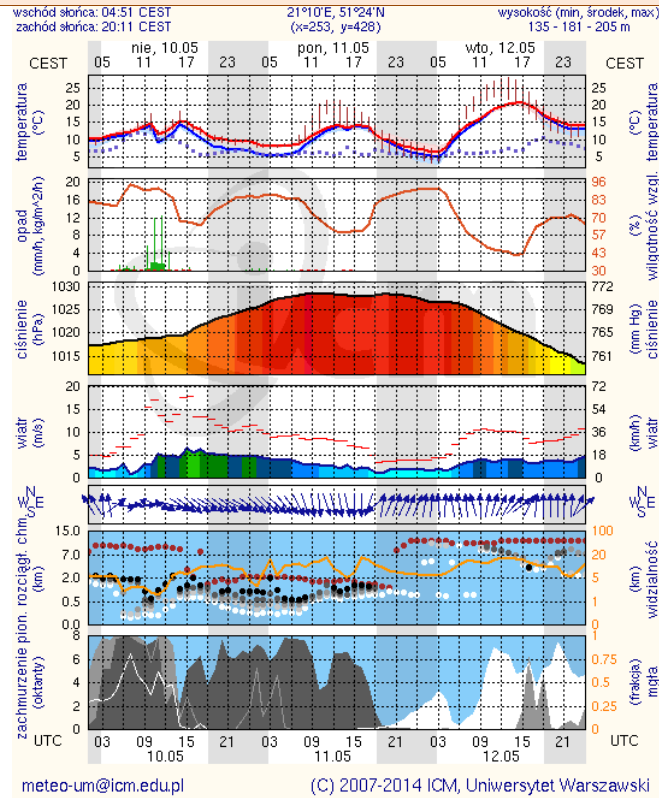 wschód słońca: 04:51 CEST 21°10'E, 51°24'N wysokość (min, środek, max)
zachód słońca: 20:11 CEST (x=253, y=428) 135 - 181 - 205 m
nie, 10.05 pon, 11.05 wto, 12.05
CEST 05 11 17 23 05 11 17 23 05 11 17 23 CEST
temperatura (°C)
25 20 15 10 5
25 20 15 10 5
temperatura (°C)
opad (mm/h, kg/m^2/h)
20 16 12 8 4 0
96 83 70 56 43 30
(%) wilgotność wzgl.
ciśnienie (hPa)
1030 1025 1020 1015
772 769 765 761
(mm Hg) ciśnienie
wiatr (m/s)
20 15 10 5 0
72 54 36 18 0
(km/h) wiatr
N W E S
N W E S
pion. rozciągł. chm. (km)
15.0 7.0 2.0 0.5 0.0
100 20 5 1 0
(km) widzialność
zachmurzenie (oktanty)
8 6 4 2 0
1 0.75 0.5 0.25 0
(frakcja) mgła
UTC 03 09 15 21 03 09 15 21 03 09 15 21 UTC
10.05 11.05 12.05
meteo-um@icm.edu.pl (C) 2007-2014 ICM, Uniwersytet Warszawski
icm